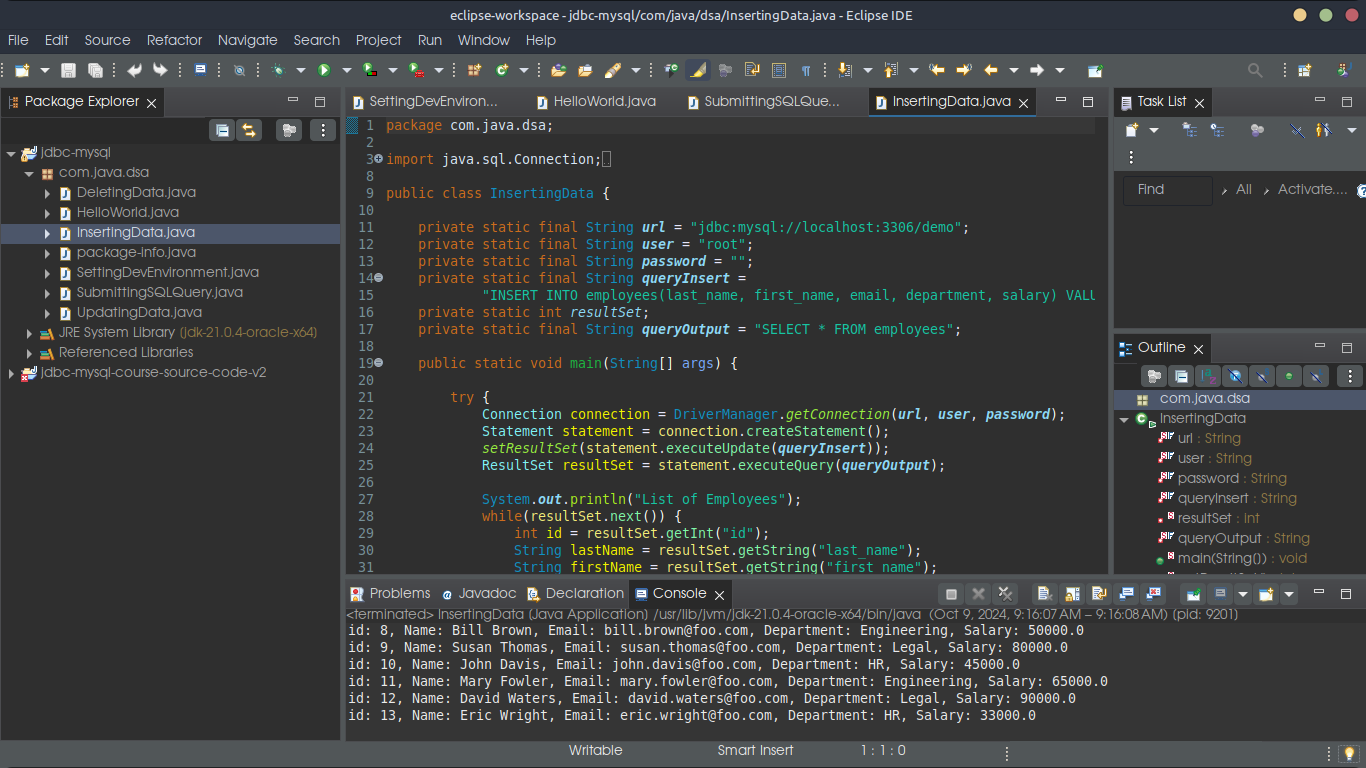 eclipse-workspace - jdbc-mysql/com/java/dsa/InsertingData.java - Eclipse IDE
File Edit Source Refactor Navigate Search Project Run Window Help
Package Explorer
jdbc-mysql
com.java.dsa
DeletingData.java
HelloWorld.java
InsertingData.java
package-info.java
SettingDevEnvironment.java
SubmittingSQLQuery.java
UpdatingData.java
JRE System Library (jdk-21.0.4-oracle-x64)
Referenced Libraries
jdbc-mysql-course-source-code-v2
SettingDevEnviron... HelloWorld.java SubmittingSQLQue... InsertingData.java
1 package com.java.dsa;
2
3 import java.sql.Connection;
8
9 public class InsertingData {
10
11 private static final String url = "jdbc:mysql://localhost:3306/demo";
12 private static final String user = "root";
13 private static final String password = "";
14 private static final String queryInsert =
15 "INSERT INTO employees(last_name, first_name, email, department, salary) VALU
16 private static int resultSet;
17 private static final String queryOutput = "SELECT * FROM employees";
18
19 public static void main(String[] args) {
20
21 try {
22 Connection connection = DriverManager.getConnection(url, user, password);
23 Statement statement = connection.createStatement();
24 setResultSet(statement.executeUpdate(queryInsert));
25 ResultSet resultSet = statement.executeQuery(queryOutput);
26
27 System.out.println("List of Employees");
28 while(resultSet.next()) {
29 int id = resultSet.getInt("id");
30 String lastName = resultSet.getString("last_name");
31 String firstName = resultSet.getString("first name");
Task List
Find All Activate....
Outline
com.java.dsa
InsertingData
url : String
user : String
password : String
queryInsert : String
resultSet : int
queryOutput : String
main(String[]) : void
Problems Javadoc Declaration Console
<terminated> InsertingData [Java Application] /usr/lib/jvm/jdk-21.0.4-oracle-x64/bin/java (Oct 9, 2024, 9:16:07 AM – 9:16:08 AM) [pid: 9201]
id: 8, Name: Bill Brown, Email: bill.brown@foo.com, Department: Engineering, Salary: 50000.0
id: 9, Name: Susan Thomas, Email: susan.thomas@foo.com, Department: Legal, Salary: 80000.0
id: 10, Name: John Davis, Email: john.davis@foo.com, Department: HR, Salary: 45000.0
id: 11, Name: Mary Fowler, Email: mary.fowler@foo.com, Department: Engineering, Salary: 65000.0
id: 12, Name: David Waters, Email: david.waters@foo.com, Department: Legal, Salary: 90000.0
id: 13, Name: Eric Wright, Email: eric.wright@foo.com, Department: HR, Salary: 33000.0
Writable Smart Insert 1 : 1 : 0